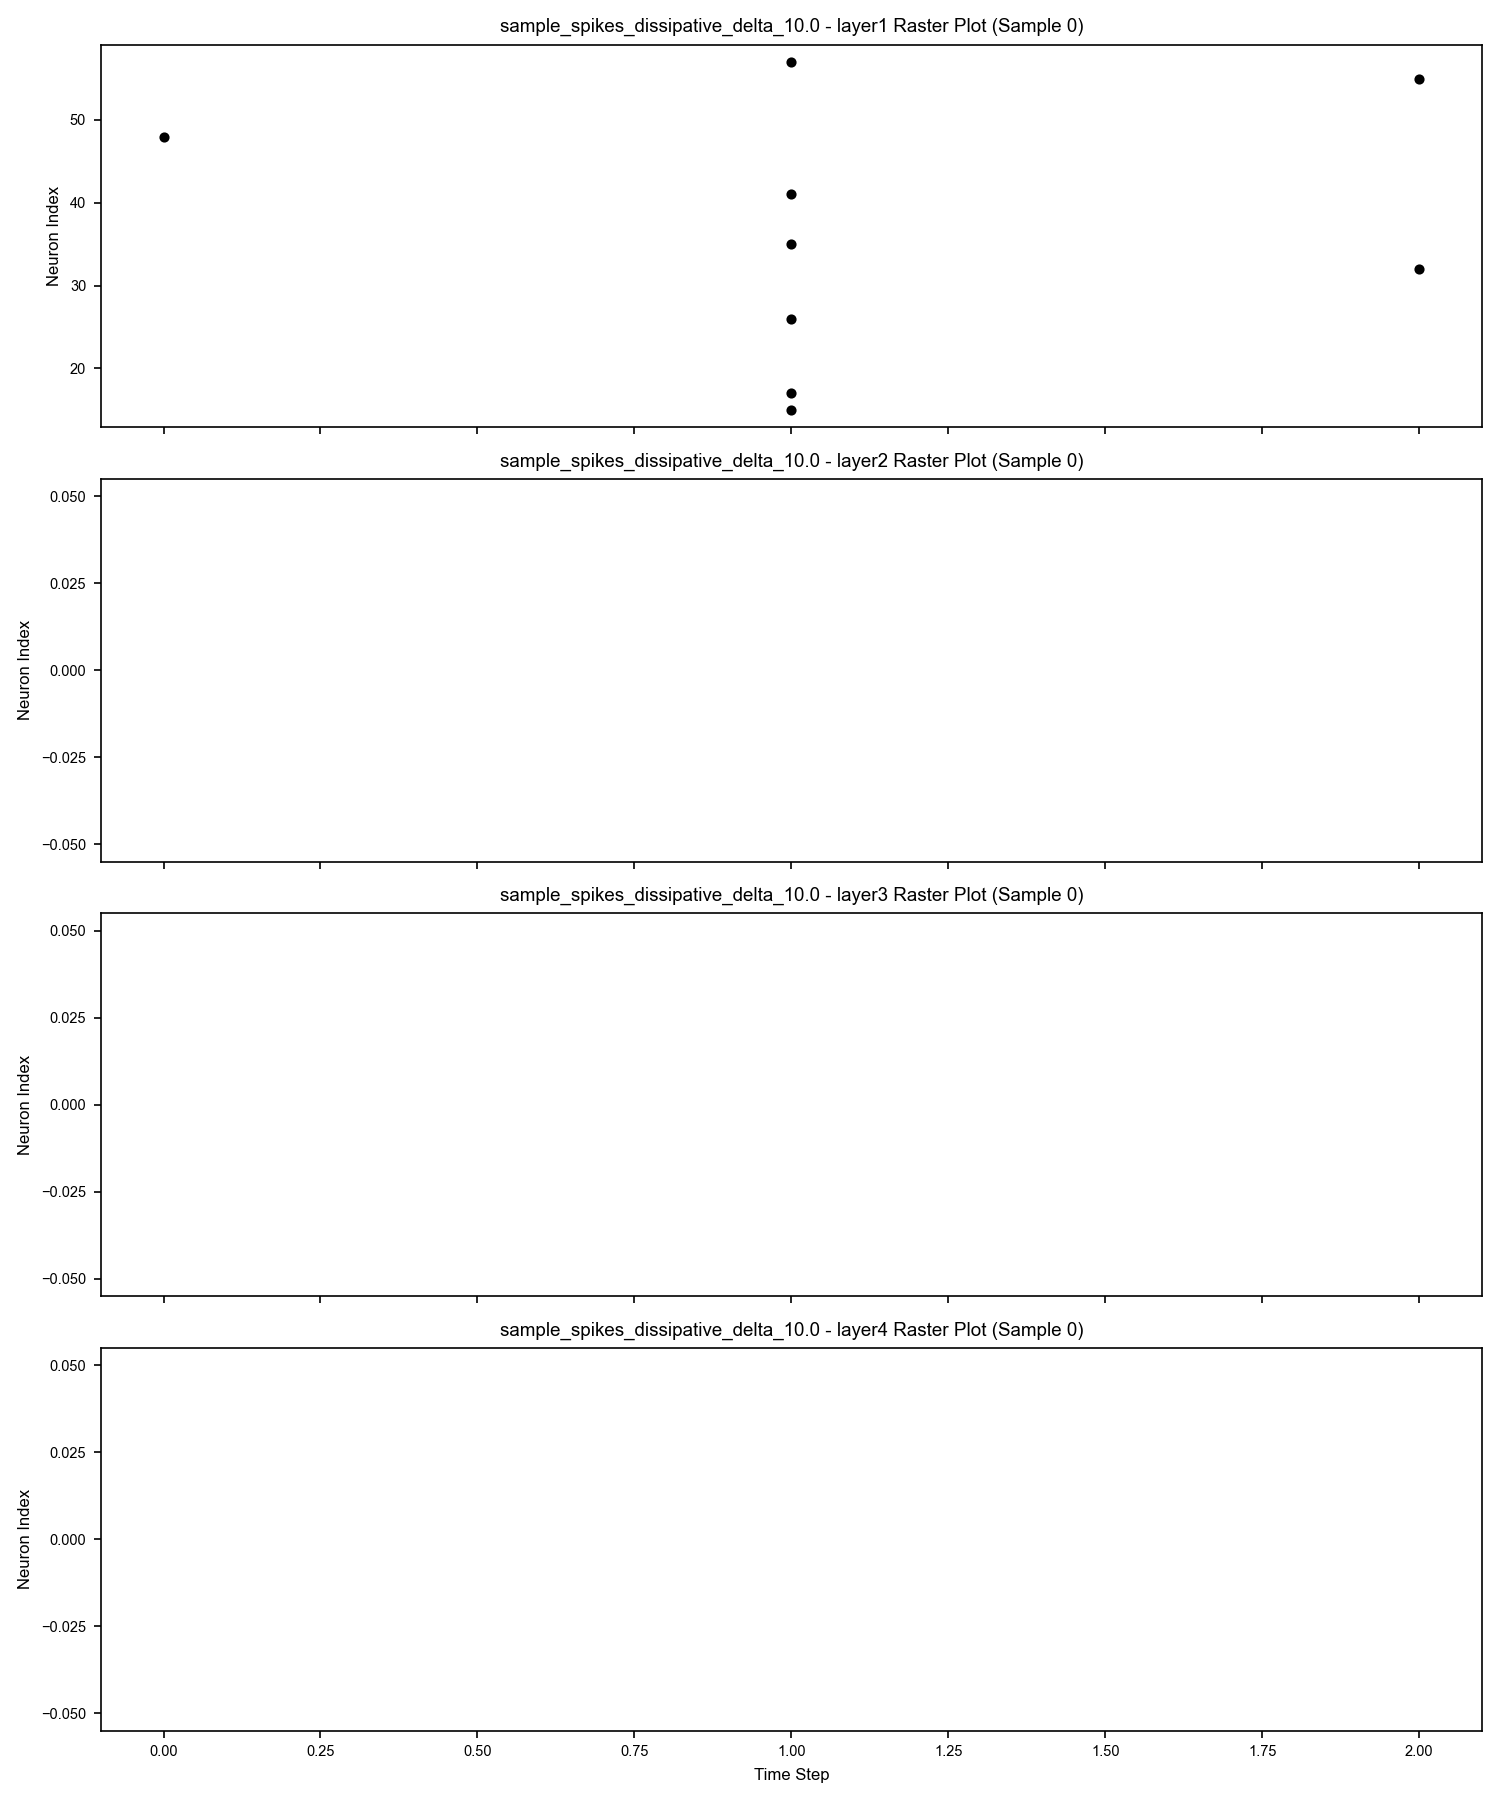 sample_spikes_dissipative_delta_10.0 - layer1 Raster Plot (Sample 0)
50
40
30
20
Neuron Index
sample_spikes_dissipative_delta_10.0 - layer2 Raster Plot (Sample 0)
0.050
0.025
0.000
−0.025
−0.050
Neuron Index
sample_spikes_dissipative_delta_10.0 - layer3 Raster Plot (Sample 0)
0.050
0.025
0.000
−0.025
−0.050
Neuron Index
sample_spikes_dissipative_delta_10.0 - layer4 Raster Plot (Sample 0)
0.050
0.025
0.000
−0.025
−0.050
Neuron Index
0.00 0.25 0.50 0.75 1.00 1.25 1.50 1.75 2.00
Time Step